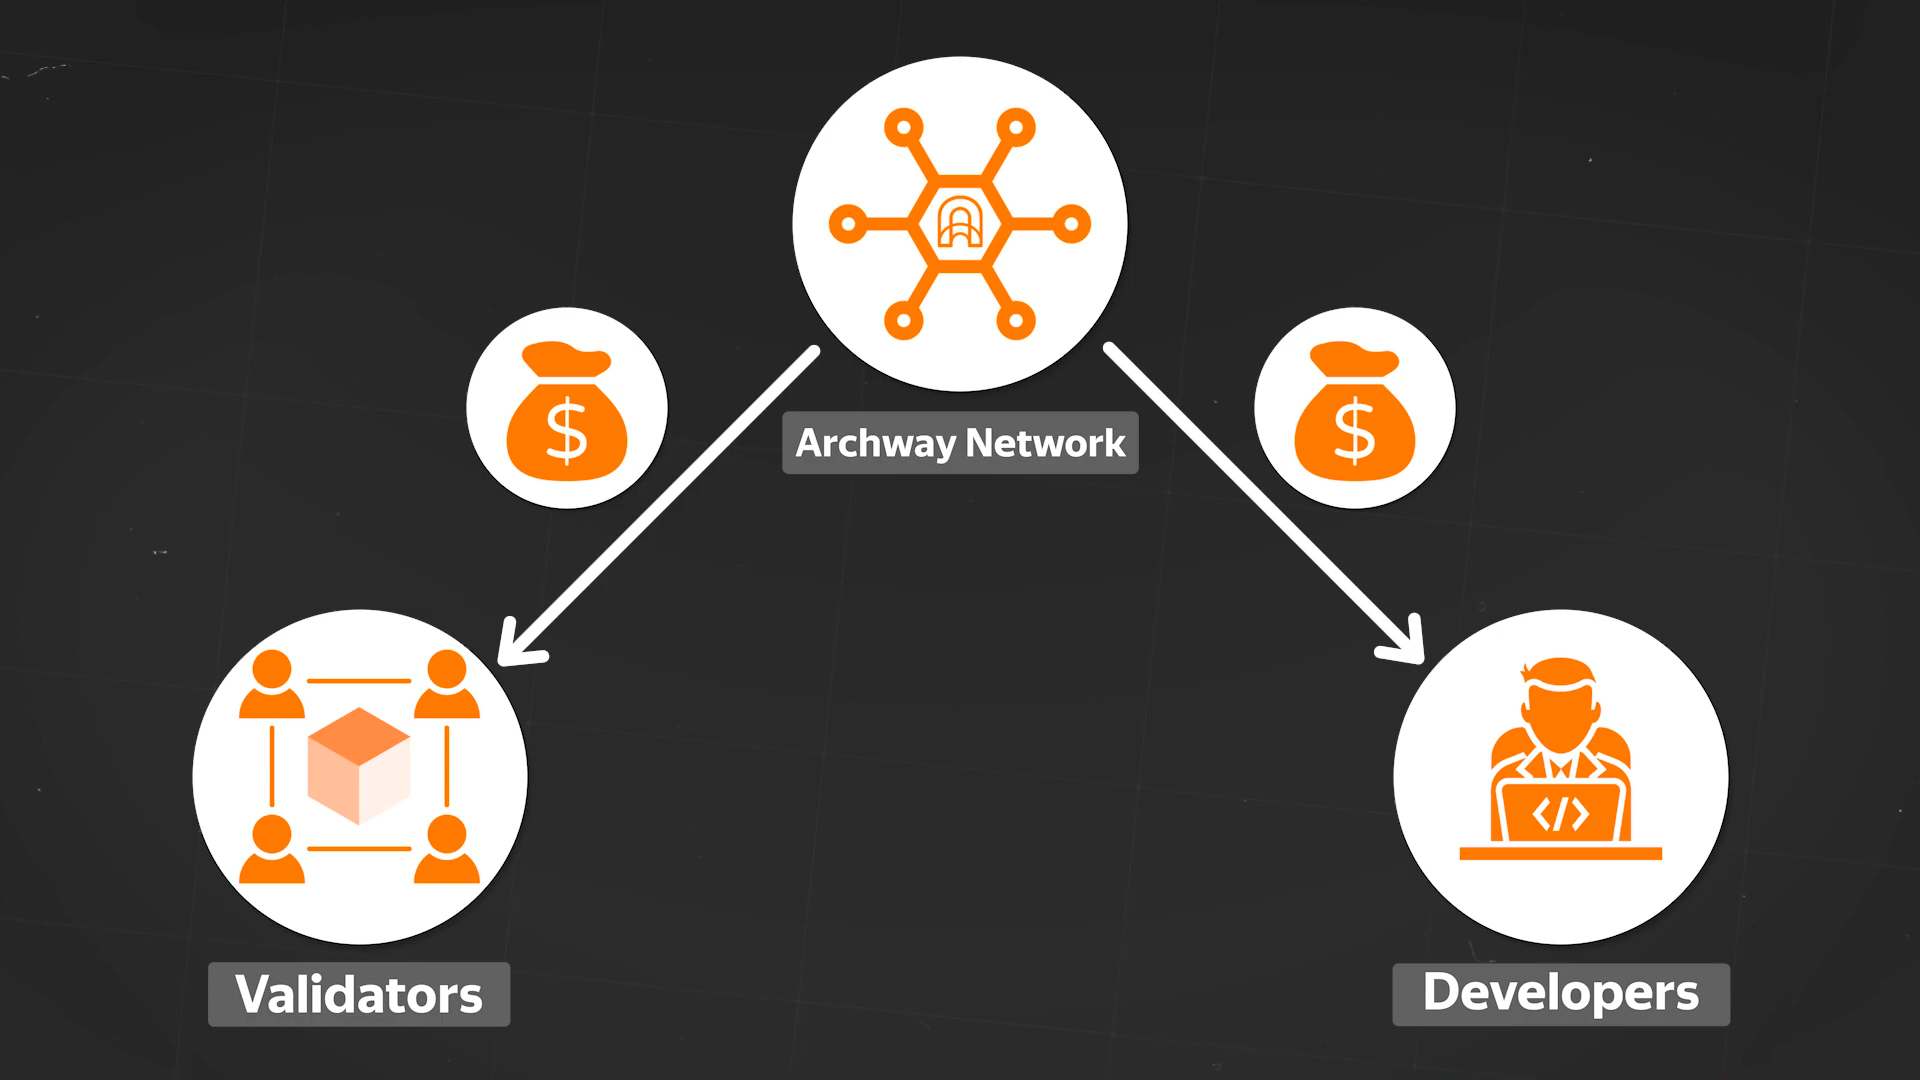 $
$
Archway Network
</>
Validators
Developers